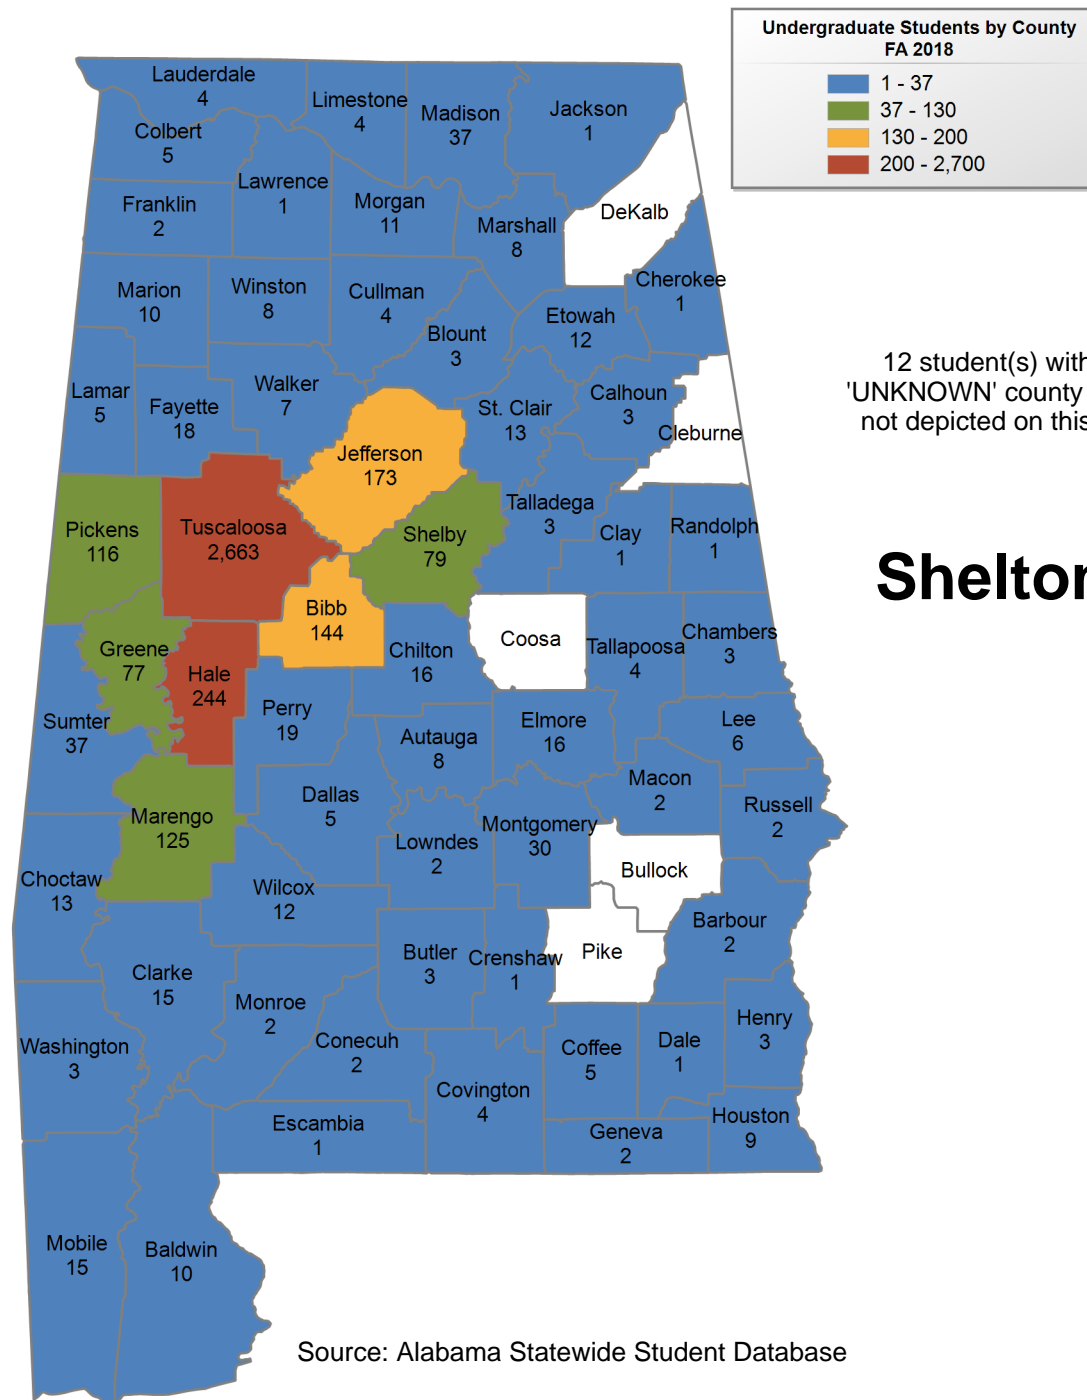 Undergraduate Students by County
FA 2018
1 - 37
37 - 130
130 - 200
200 - 2,700
Lauderdale
4
Limestone
4
Madison
37
Jackson
1
Colbert
5
Lawrence
1
Franklin
2
Morgan
11
Marshall
8
DeKalb
Cherokee
1
Marion
10
Winston
8
Cullman
4
Blount
3
Etowah
12
12 student(s) with
'UNKNOWN' county
not depicted on this
Lamar
5
Fayette
18
Walker
7
St. Clair
13
Calhoun
3
Cleburne
Jefferson
173
Pickens
116
Tuscaloosa
2,663
Shelby
79
Talladega
3
Clay
1
Randolph
1
Shelton
Greene
77
Hale
244
Bibb
144
Chilton
16
Coosa
Tallapoosa
4
Chambers
3
Sumter
37
Perry
19
Autauga
8
Elmore
16
Lee
6
Marengo
125
Dallas
5
Lowndes
2
Montgomery
30
Macon
2
Russell
2
Choctaw
13
Wilcox
12
Bullock
Barbour
2
Clarke
15
Butler
3
Crenshaw
1
Pike
Washington
3
Monroe
2
Conecuh
2
Covington
4
Coffee
5
Dale
1
Henry
3
Escambia
1
Geneva
2
Houston
9
Mobile
15
Baldwin
10
Source: Alabama Statewide Student Database